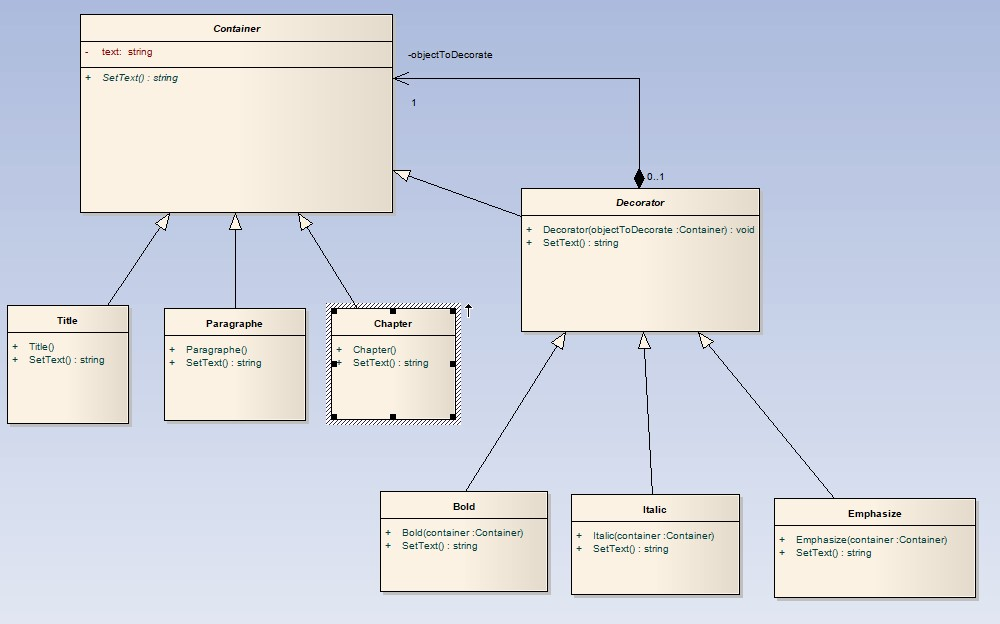 Container
- text: string
+ SetText() : string
-objectToDecorate
1
0..1
Decorator
+ Decorator(objectToDecorate :Container) : void
+ SetText() : string
Title
+ Title()
+ SetText() : string
Paragraphe
+ Paragraphe()
+ SetText() : string
Chapter
+ Chapter()
+ SetText() : string
Bold
+ Bold(container :Container)
+ SetText() : string
Italic
+ Italic(container :Container)
+ SetText() : string
Emphasize
+ Emphasize(container :Container)
+ SetText() : string